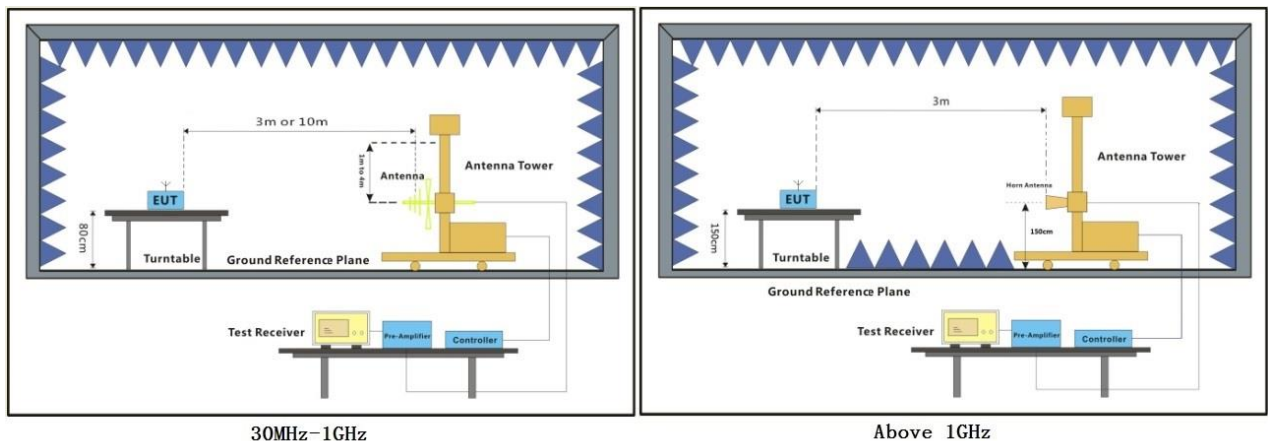 3m or 10m
1m to 4m
Antenna
Antenna Tower
EUT
80cm
Turntable
Ground Reference Plane
Test Receiver
Pre-Amplifier
Controller
30MHz-1GHz
3m
Antenna Tower
Horn Antenna
EUT
150cm
150cm
Turntable
Ground Reference Plane
Test Receiver
Pre-Amplifier
Controller
Above 1GHz